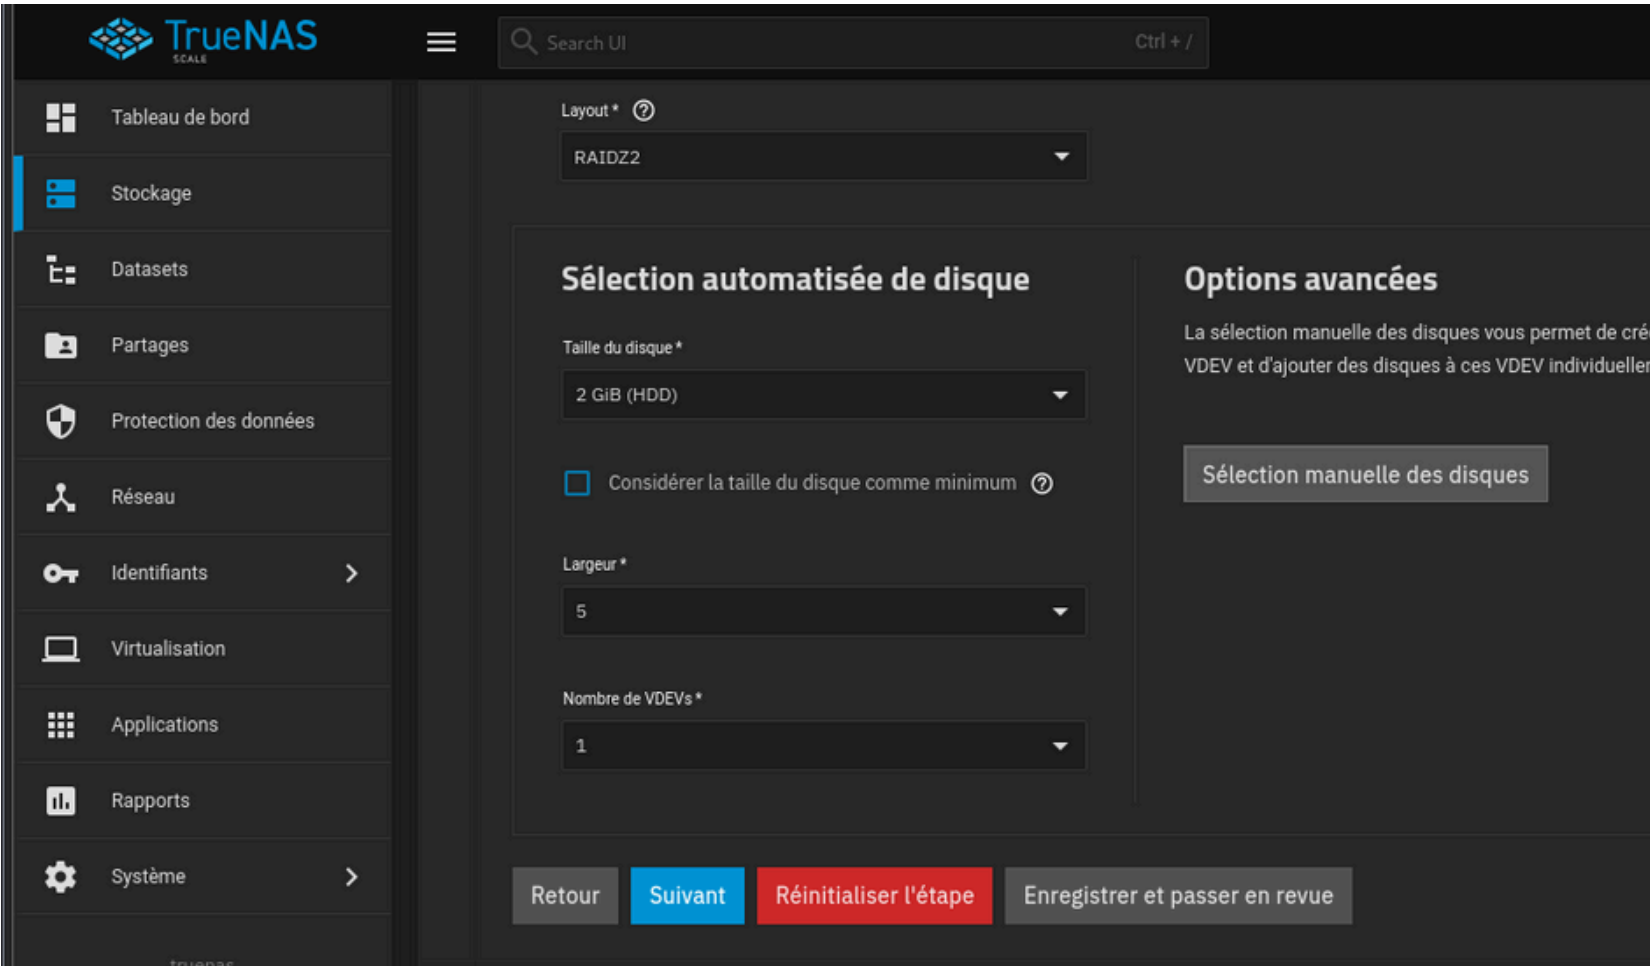 TrueNAS
SCALE
Search UI
Ctrl + /
Tableau de bord
Stockage
Datasets
Partages
Protection des données
Réseau
Identifiants
Virtualisation
Applications
Rapports
Système
truenas
Layout *
RAIDZ2
Sélection automatisée de disque
Taille du disque *
2 GiB (HDD)
Considérer la taille du disque comme minimum
Largeur *
5
Nombre de VDEVs *
1
Options avancées
La sélection manuelle des disques vous permet de cré
VDEV et d'ajouter des disques à ces VDEV individueller
Sélection manuelle des disques
Retour
Suivant
Réinitialiser l'étape
Enregistrer et passer en revue